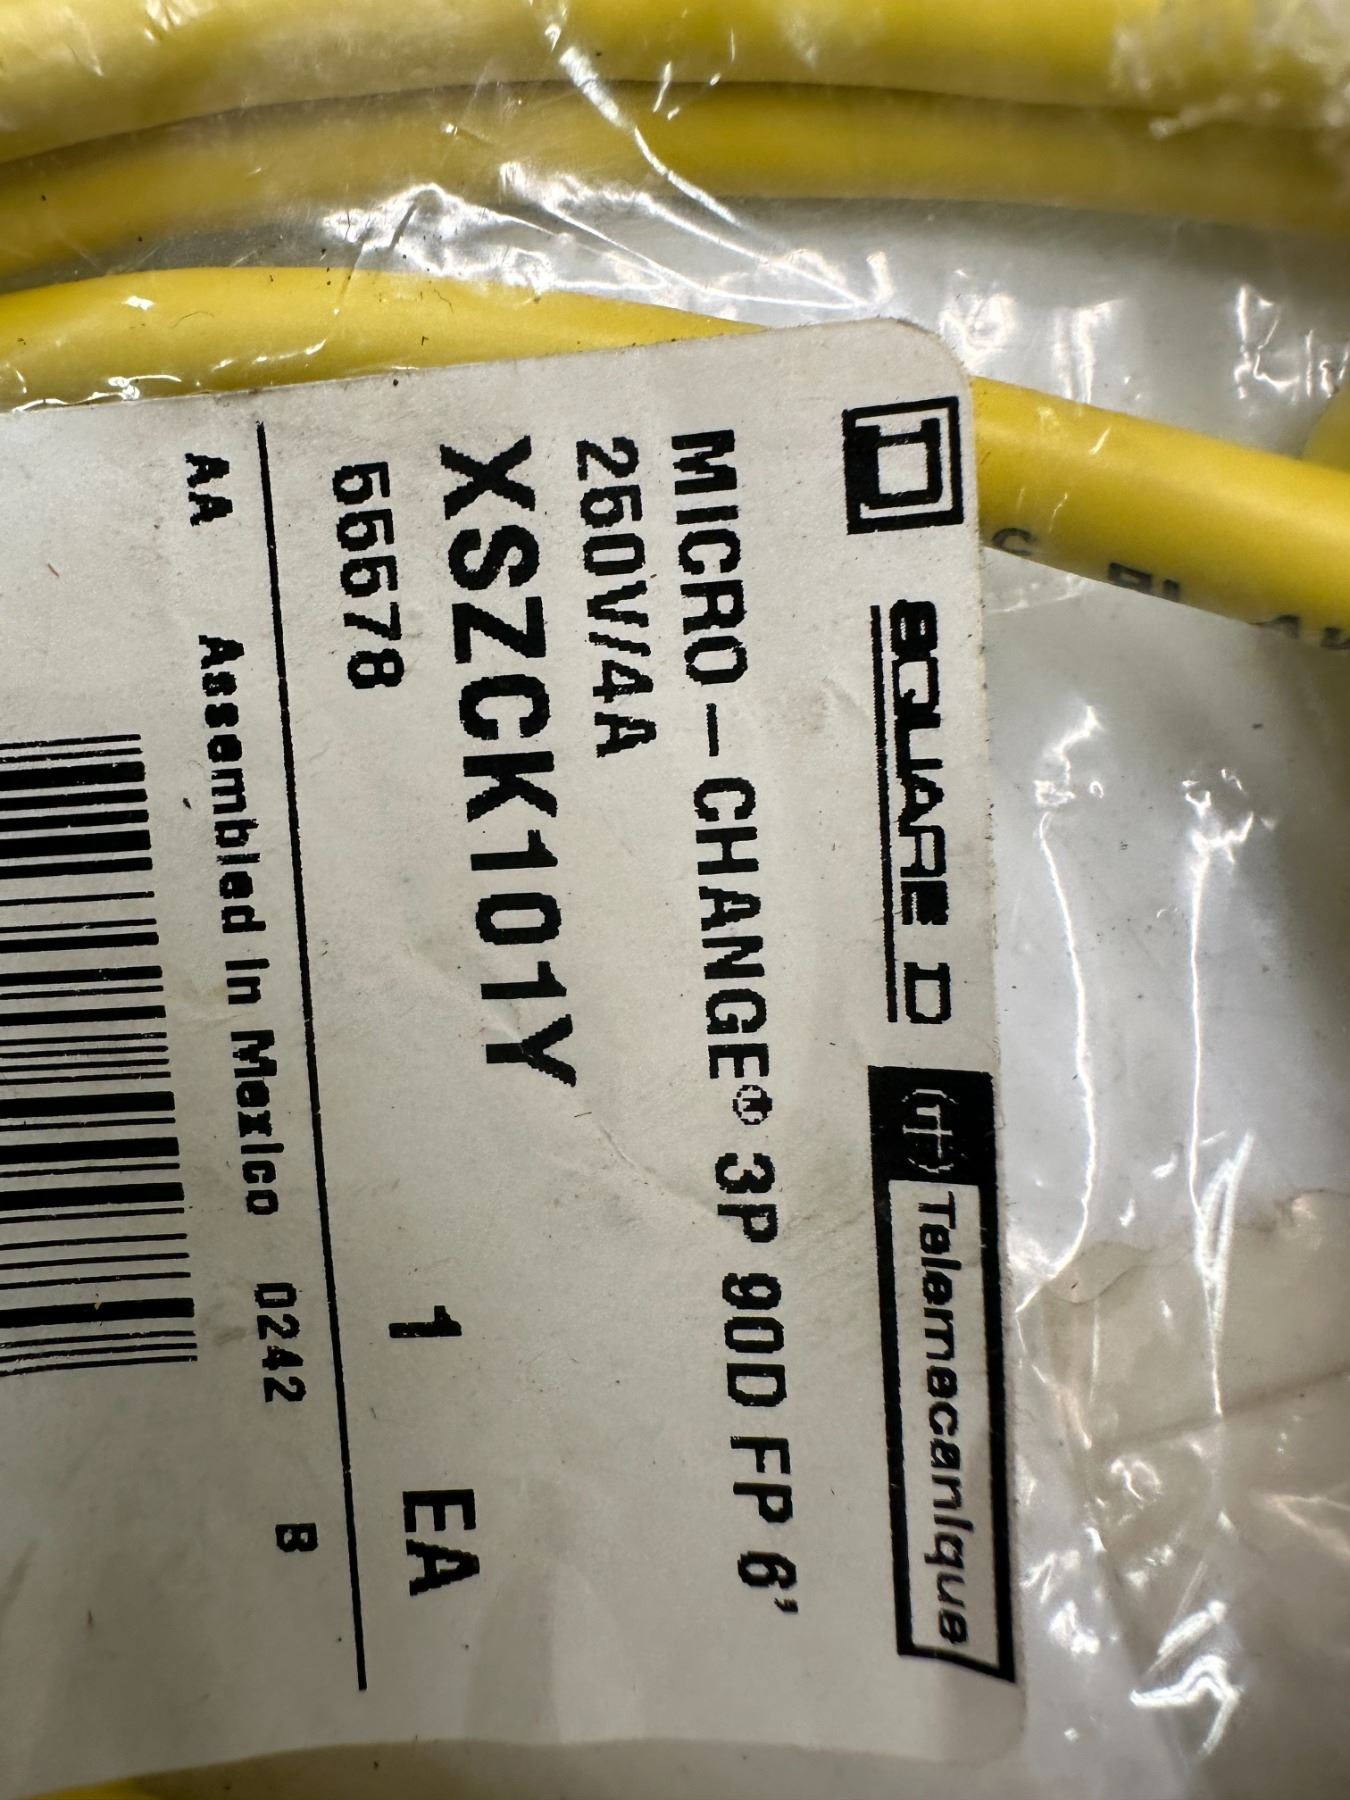 SQUARE D Telemecanique
MICRO-CHANGE® 3P 90D FP 6'
250V/4A
XSZCK101Y
55578 1 EA
AA Assembled in Mexico 0242 B